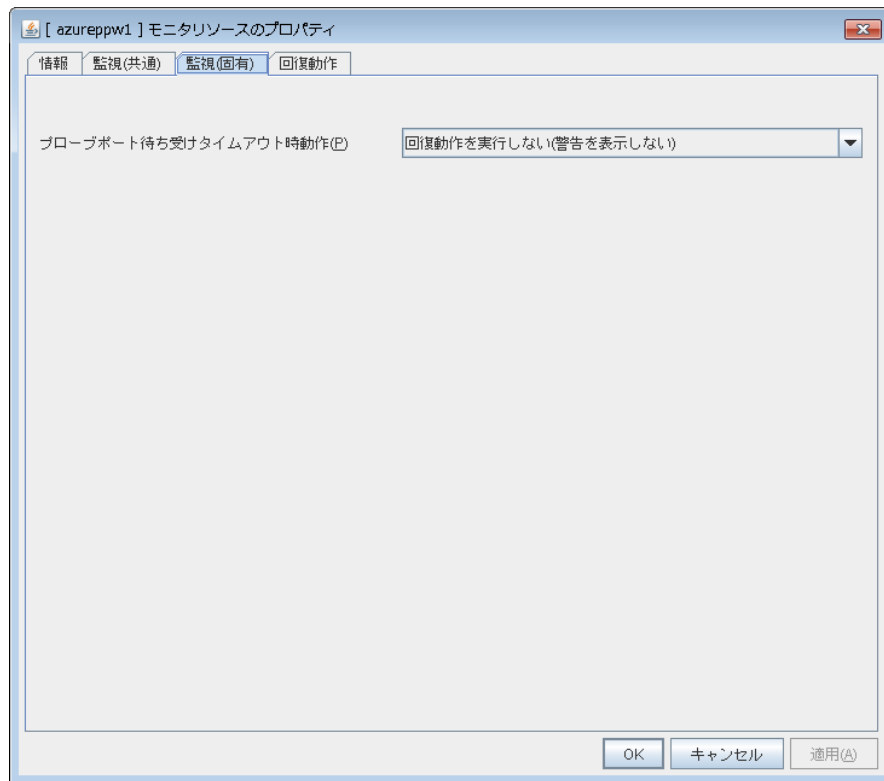 [ azureppw1 ] モニタリソースのプロパティ
情報 監視(共通) 監視(固有) 回復動作
プローブポート待ち受けタイムアウト時動作(P) 回復動作を実行しない(警告を表示しない)
OK キャンセル 適用(A)